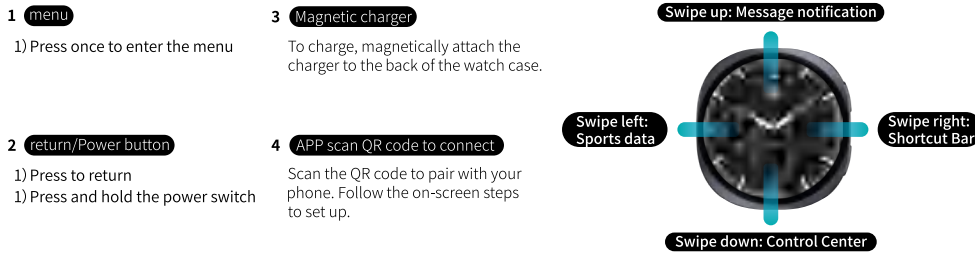 1 menu
1) Press once to enter the menu
2 return/Power button
1) Press to return
1) Press and hold the power switch
3 Magnetic charger
To charge, magnetically attach the
charger to the back of the watch case.
4 APP scan QR code to connect
Scan the QR code to pair with your
phone. Follow the on-screen steps
to set up.
Swipe up: Message notification
Swipe left:
Sports data
Swipe right:
Shortcut Bar
Swipe down: Control Center